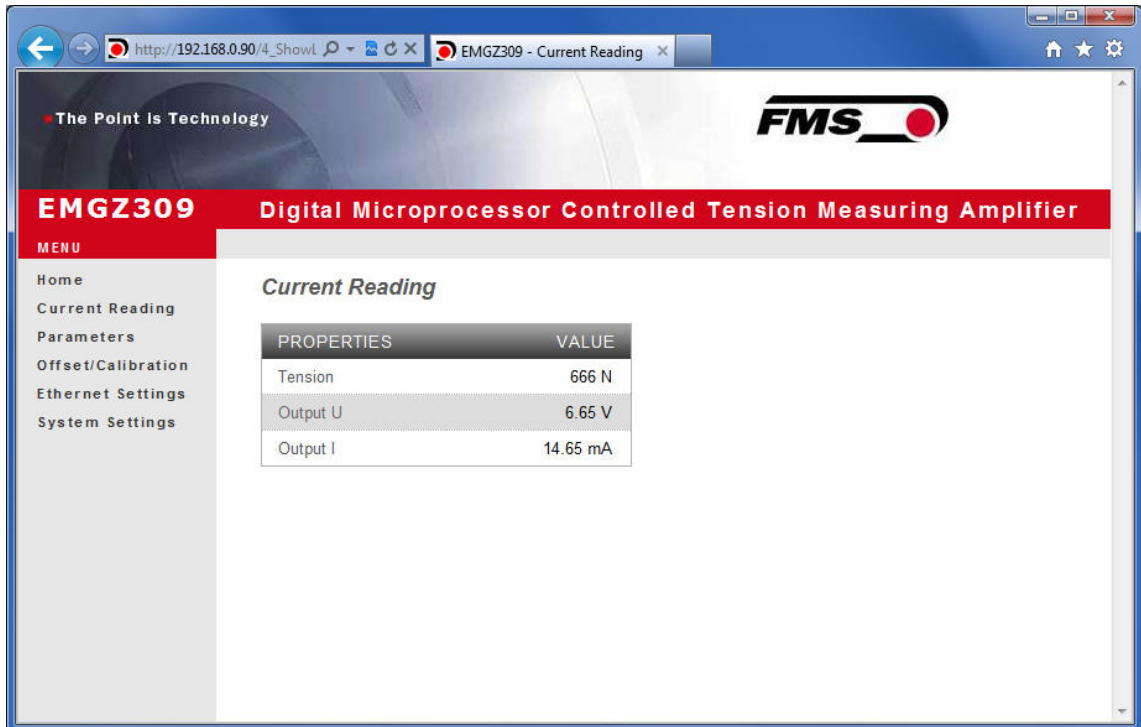 http://192.168.0.90/4_ShowL
EMGZ309 - Current Reading
The Point is Technology
FMS
EMGZ309
Digital Microprocessor Controlled Tension Measuring Amplifier
MENU
Home
Current Reading
Parameters
Offset/Calibration
Ethernet Settings
System Settings
Current Reading
PROPERTIES VALUE
Tension 666 N
Output U 6.65 V
Output I 14.65 mA